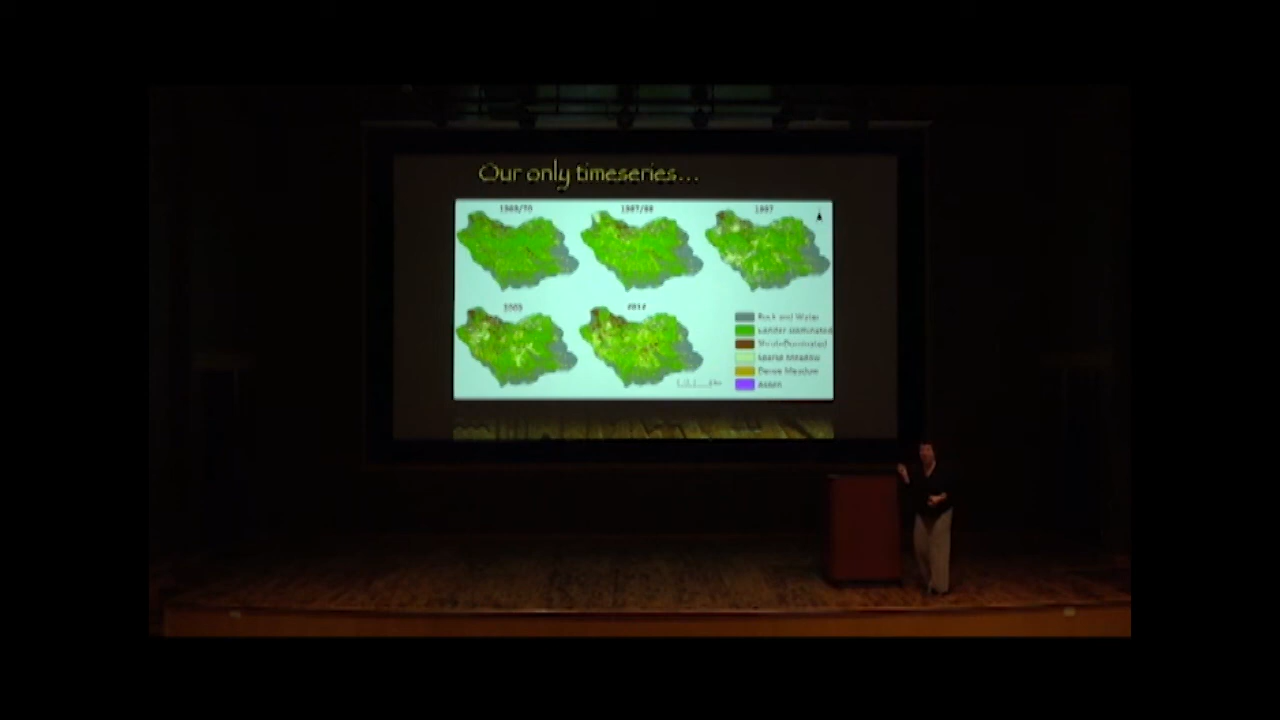 Our only timeseries...
1969/70 1987/88 1997
2005 2012
Rock and Water
Conifer Dominated
Shrub Dominated
Sparse Meadow
Dense Meadow
Aspen